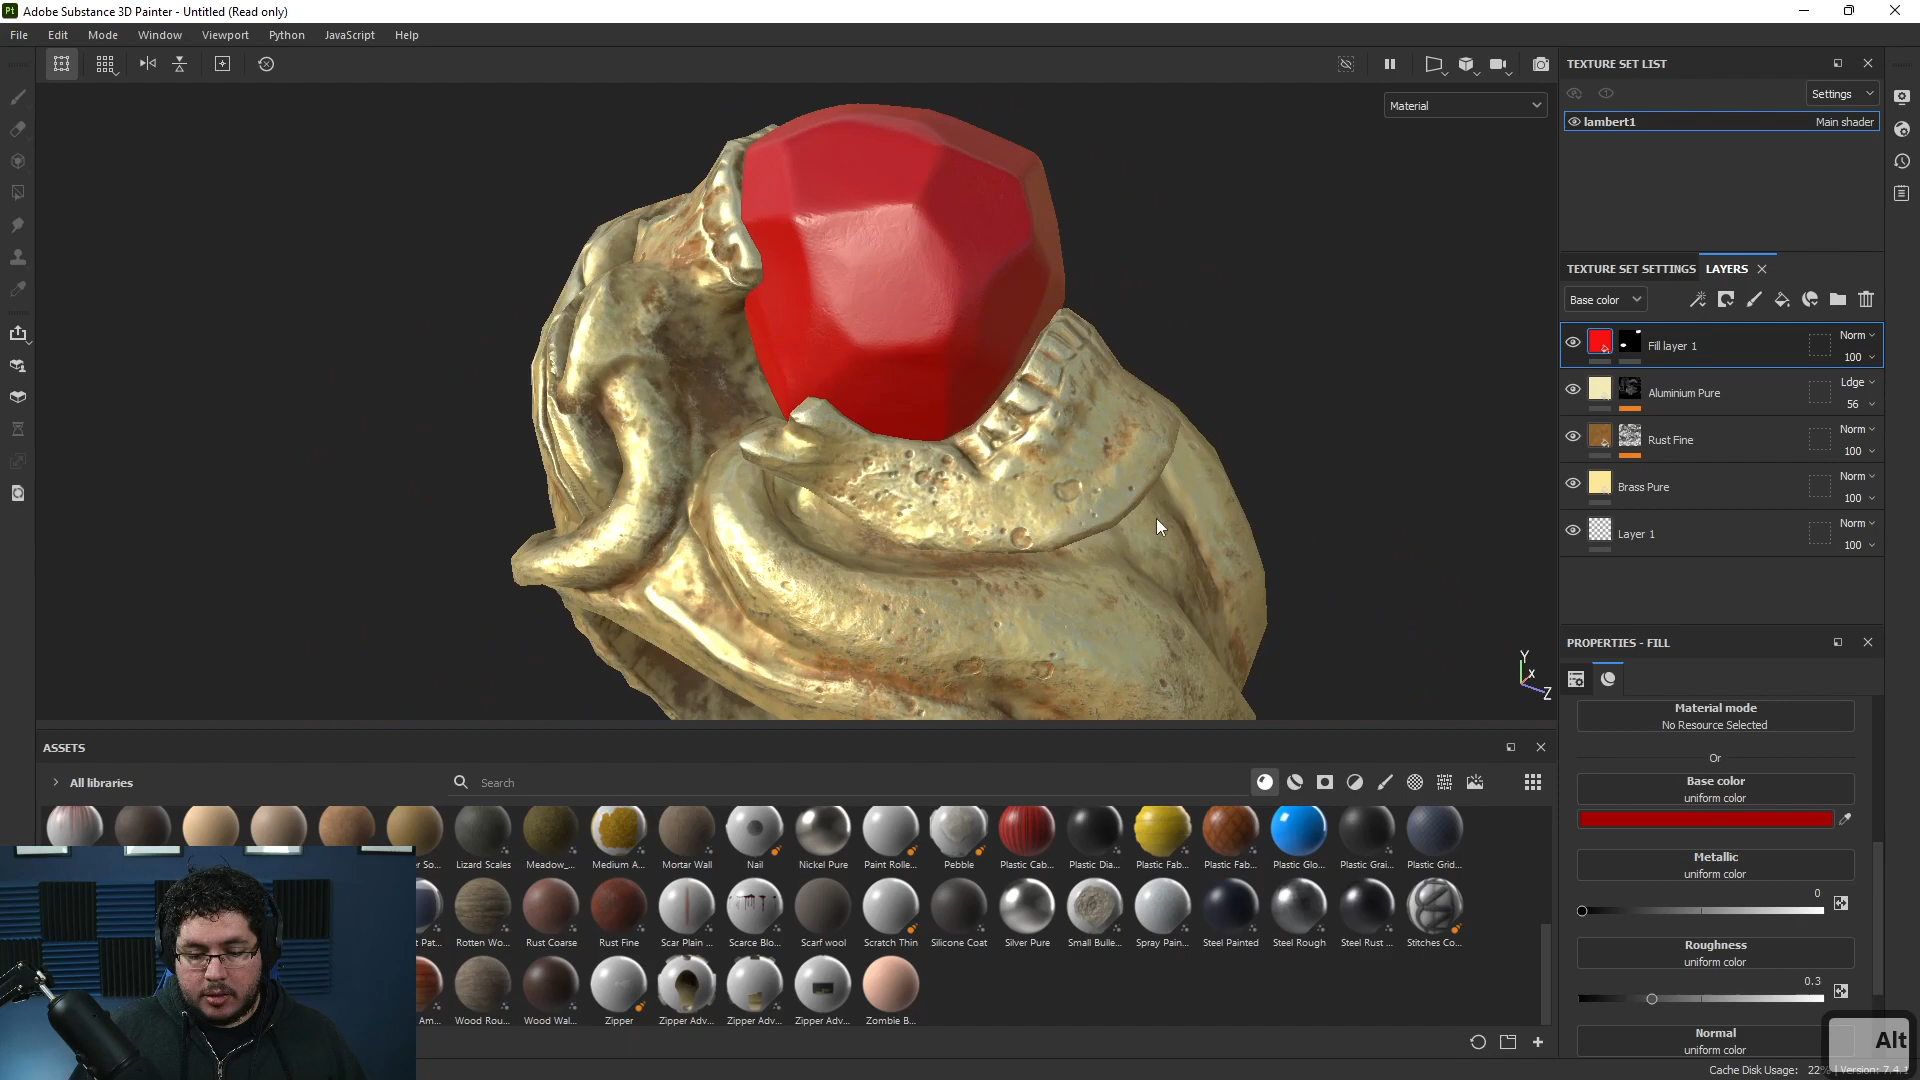 Pt Adobe Substance 3D Painter - Untitled (Read only)
File Edit Mode Window Viewport Python JavaScript Help
Material
TEXTURE SET LIST
Settings
lambert1 Main shader
TEXTURE SET SETTINGS LAYERS
Base color
Fill layer 1 Norm 100
Aluminium Pure Ldge 56
Rust Fine Norm 100
Brass Pure Norm 100
Layer 1 Norm 100
Y
X
Z
PROPERTIES - FILL
Material mode
No Resource Selected
Or
Base color
uniform color
Metallic
uniform color
0
Roughness
uniform color
0.3
Normal
uniform color
Alt
ASSETS
All libraries Search
Lizard Scales Meadow_... Medium A... Mortar Wall Nail Nickel Pure Paint Rolle... Pebble Plastic Cab... Plastic Dia... Plastic Fab... Plastic Fab... Plastic Glo... Plastic Grai... Plastic Grid...
Rotten Wo... Rust Coarse Rust Fine Scar Plain ... Scarce Blo... Scarf wool Scratch Thin Silicone Coat Silver Pure Small Bulle... Spray Pain... Steel Painted Steel Rough Steel Rust ... Stitches Co...
Am... Wood Rou... Wood Wal... Zipper Zipper Adv... Zipper Adv... Zipper Adv... Zombie B...
Cache Disk Usage: 22% | Version: 7.4.1